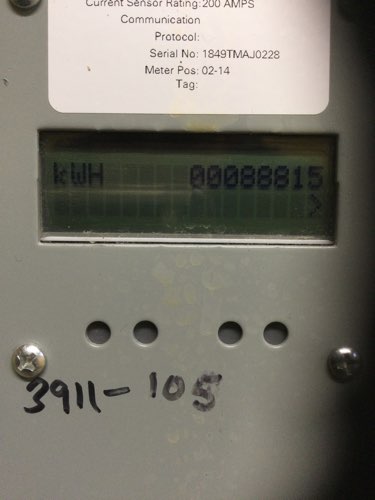 Current Sensor Rating: 200 AMPS
Communication
Protocol:
Serial No: 1849TMAJ0228
Meter Pos: 02-14
Tag:
kWH 00088815
>
3911-105